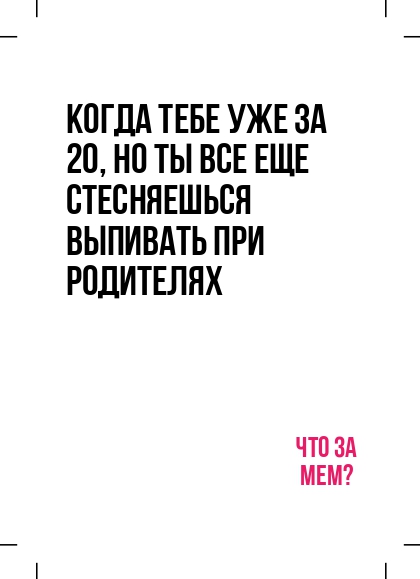 КОГДА ТЕБЕ УЖЕ ЗА
20, НО ТЫ ВСЕ ЕЩЕ
СТЕСНЯЕШЬСЯ
ВЫПИВАТЬ ПРИ
РОДИТЕЛЯХ
ЧТО ЗА
МЕМ?